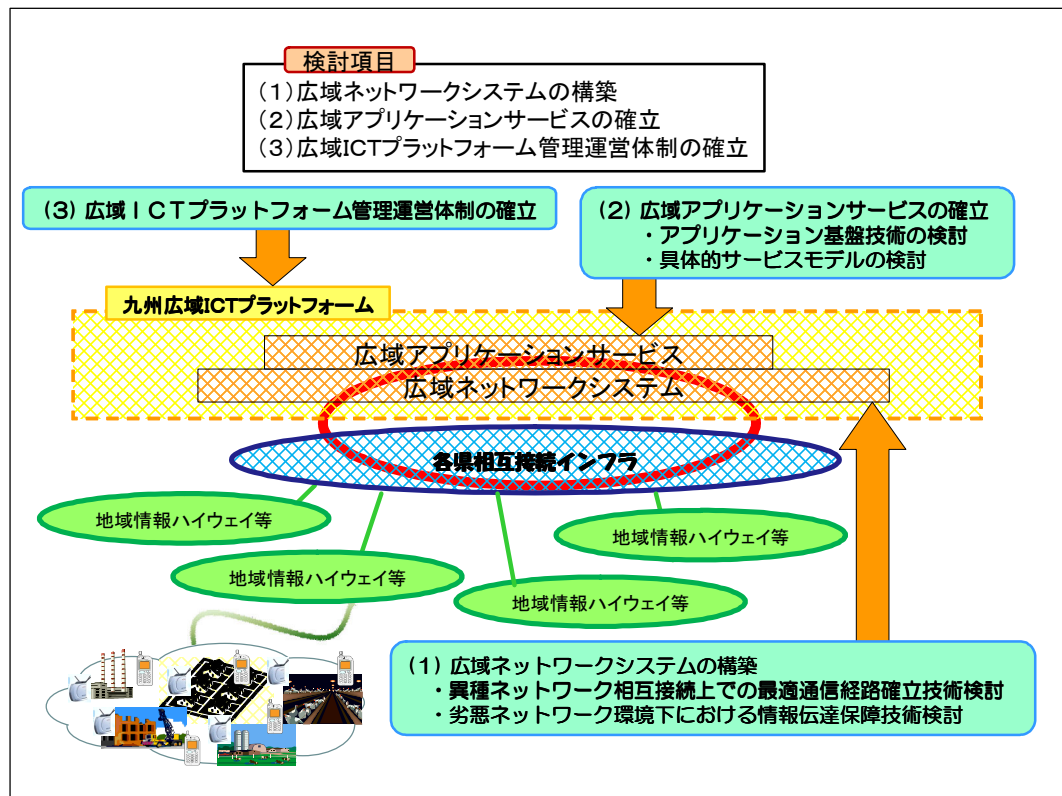 検討項目
(1)広域ネットワークシステムの構築
(2)広域アプリケーションサービスの確立
(3)広域ICTプラットフォーム管理運営体制の確立
(3) 広域ICTプラットフォーム管理運営体制の確立
(2) 広域アプリケーションサービスの確立
・アプリケーション基盤技術の検討
・具体的サービスモデルの検討
九州広域ICTプラットフォーム
広域アプリケーションサービス
広域ネットワークシステム
各県相互接続インフラ
地域情報ハイウェイ等
地域情報ハイウェイ等
地域情報ハイウェイ等
地域情報ハイウェイ等
(1) 広域ネットワークシステムの構築
・異種ネットワーク相互接続上での最適通信経路確立技術検討
・劣悪ネットワーク環境下における情報伝達保障技術検討